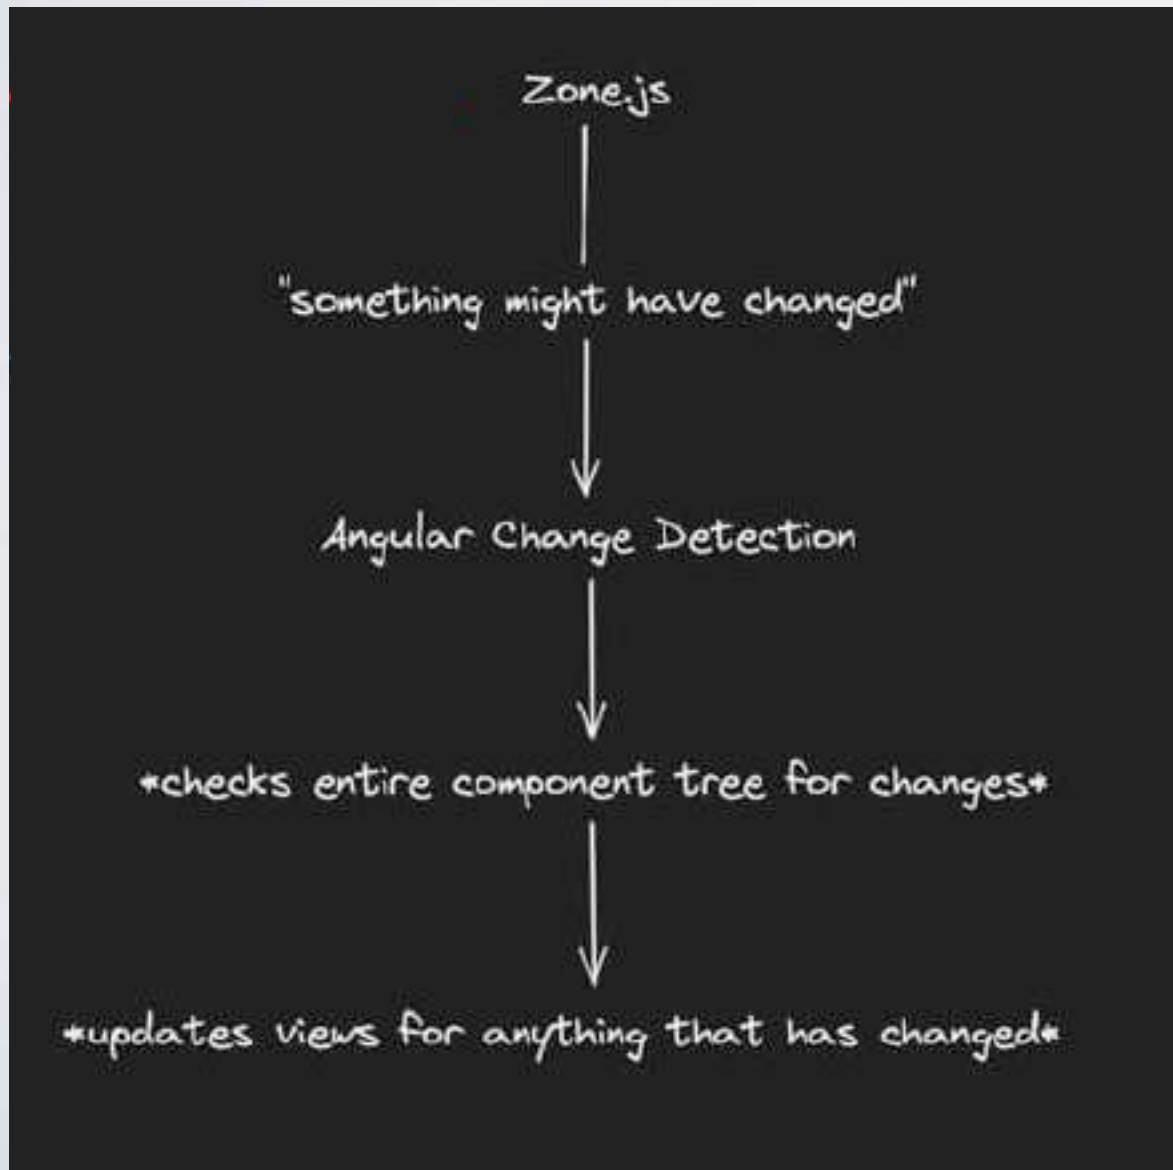 Zone.js
"something might have changed"
Angular Change Detection
*checks entire component tree for changes*
*updates views for anything that has changed*